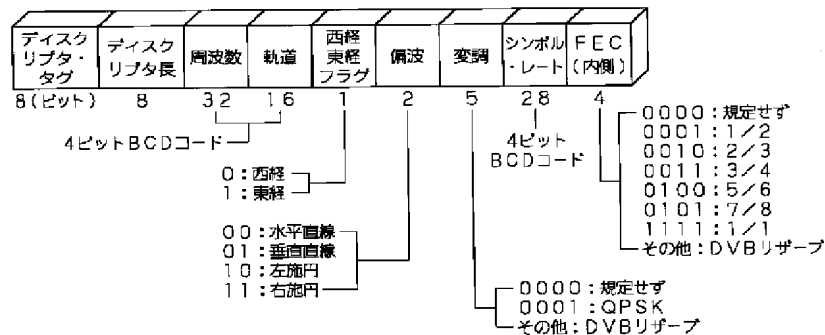 ディスクリプタ・タグ
ディスクリプタ長
周波数
軌道
西経東経フラグ
偏波
変調
シンボル・レート
FEC(内側)
8(ビット) 8 32 16 1 2 5 28 4
4ビットBCDコード
4ビット
BCDコード
0:西経
1:東経
00:水平直線
01:垂直直線
10:左施円
11:右施円
0000:規定せず
0001:QPSK
その他:DVBリザーブ
0000:規定せず
0001:1/2
0010:2/3
0011:3/4
0100:5/6
0101:7/8
1111:1/1
その他:DVBリザーブ